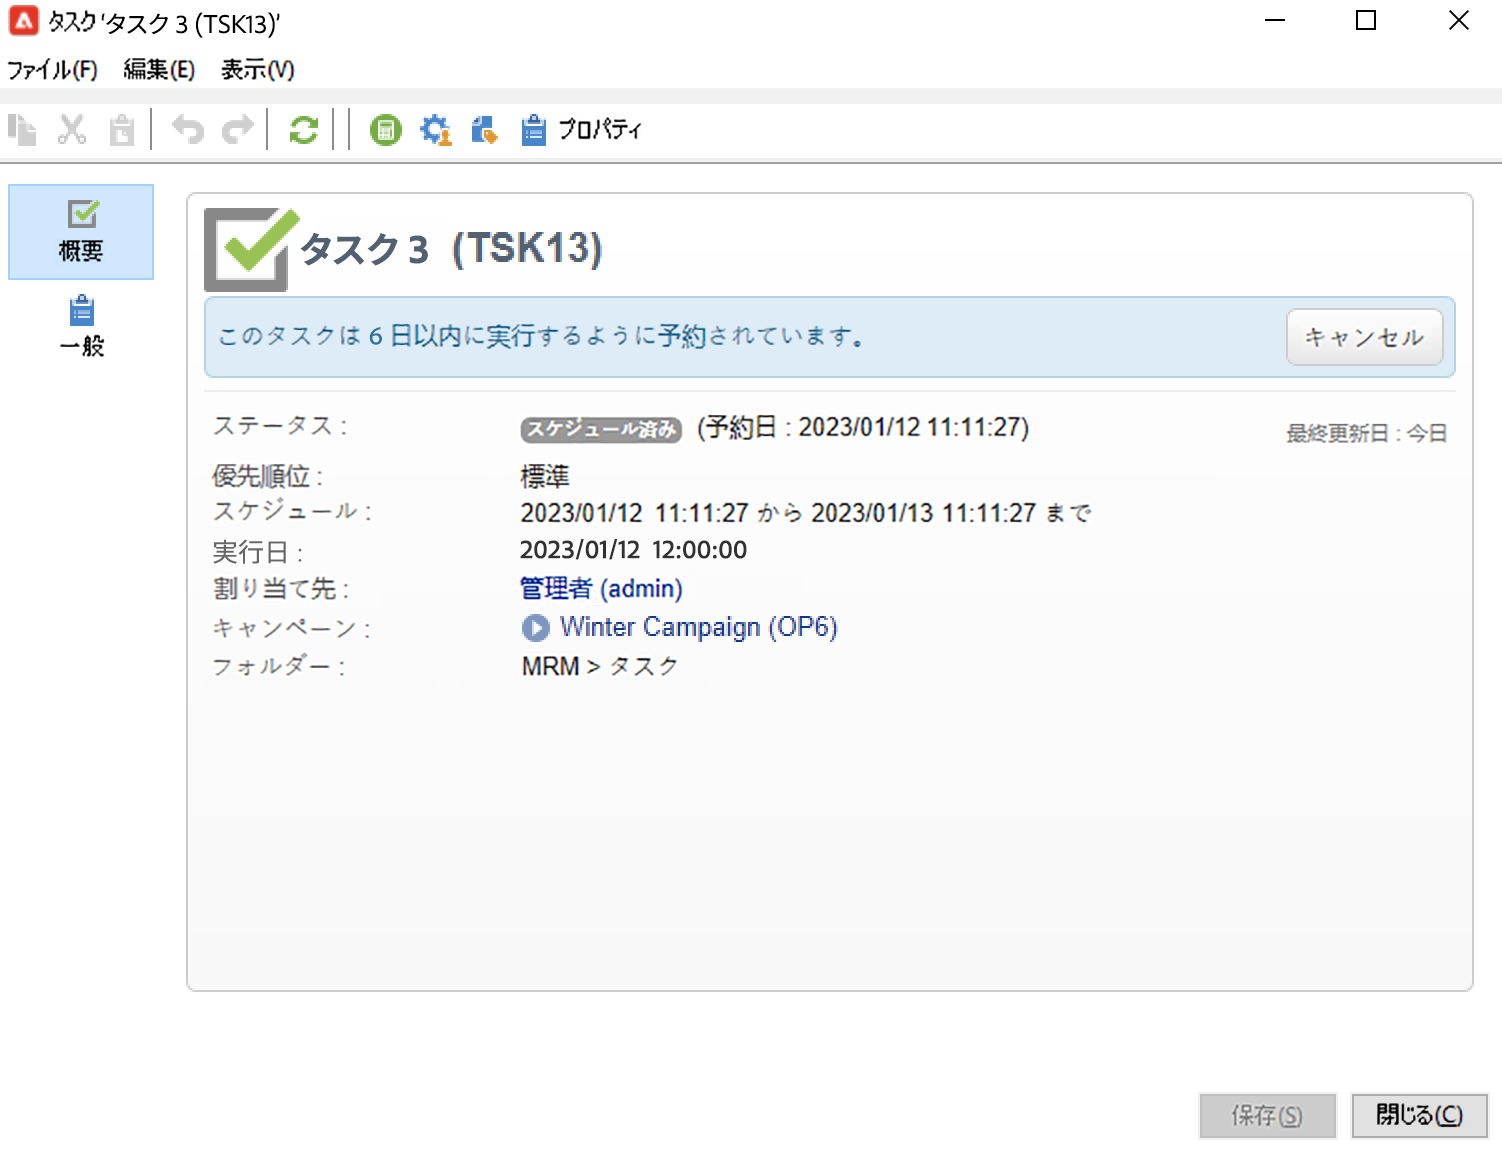 タスク 'タスク 3 (TSK13)'
ファイル(F) 編集(E) 表示(V)
プロパティ
概要
一般
タスク 3 (TSK13)
このタスクは 6 日以内に実行するように予約されています。
キャンセル
ステータス : スケジュール済み (予約日 : 2023/01/12 11:11:27)
最終更新日 : 今日
優先順位 : 標準
スケジュール : 2023/01/12 11:11:27 から 2023/01/13 11:11:27 まで
実行日 : 2023/01/12 12:00:00
割り当て先 : 管理者 (admin)
キャンペーン : Winter Campaign (OP6)
フォルダー : MRM > タスク
保存(S) 閉じる(C)